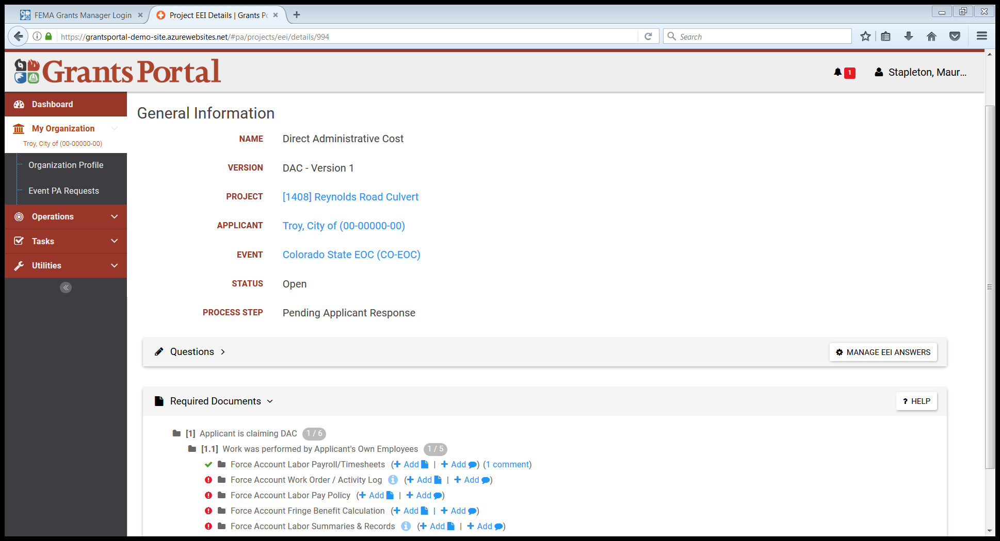 FEMA Grants Manager Login
Project EEI Details | Grants Po
https://grantsportal-demo-site.azurewebsites.net/#pa/projects/eei/details/994
Search
Grants Portal
1
Stapleton, Maur...
Dashboard
My Organization
Troy, City of (00-00000-00)
Organization Profile
Event PA Requests
Operations
Tasks
Utilities
General Information
NAME Direct Administrative Cost
VERSION DAC - Version 1
PROJECT [1408] Reynolds Road Culvert
APPLICANT Troy, City of (00-00000-00)
EVENT Colorado State EOC (CO-EOC)
STATUS Open
PROCESS STEP Pending Applicant Response
Questions
MANAGE EEI ANSWERS
Required Documents
? HELP
[1] Applicant is claiming DAC 1 / 6
[1.1] Work was performed by Applicant's Own Employees 1 / 5
Force Account Labor Payroll/Timesheets (+ Add | + Add) (1 comment)
Force Account Work Order / Activity Log (+ Add | + Add)
Force Account Labor Pay Policy (+ Add | + Add)
Force Account Fringe Benefit Calculation (+ Add | + Add)
Force Account Labor Summaries & Records (+ Add | + Add)